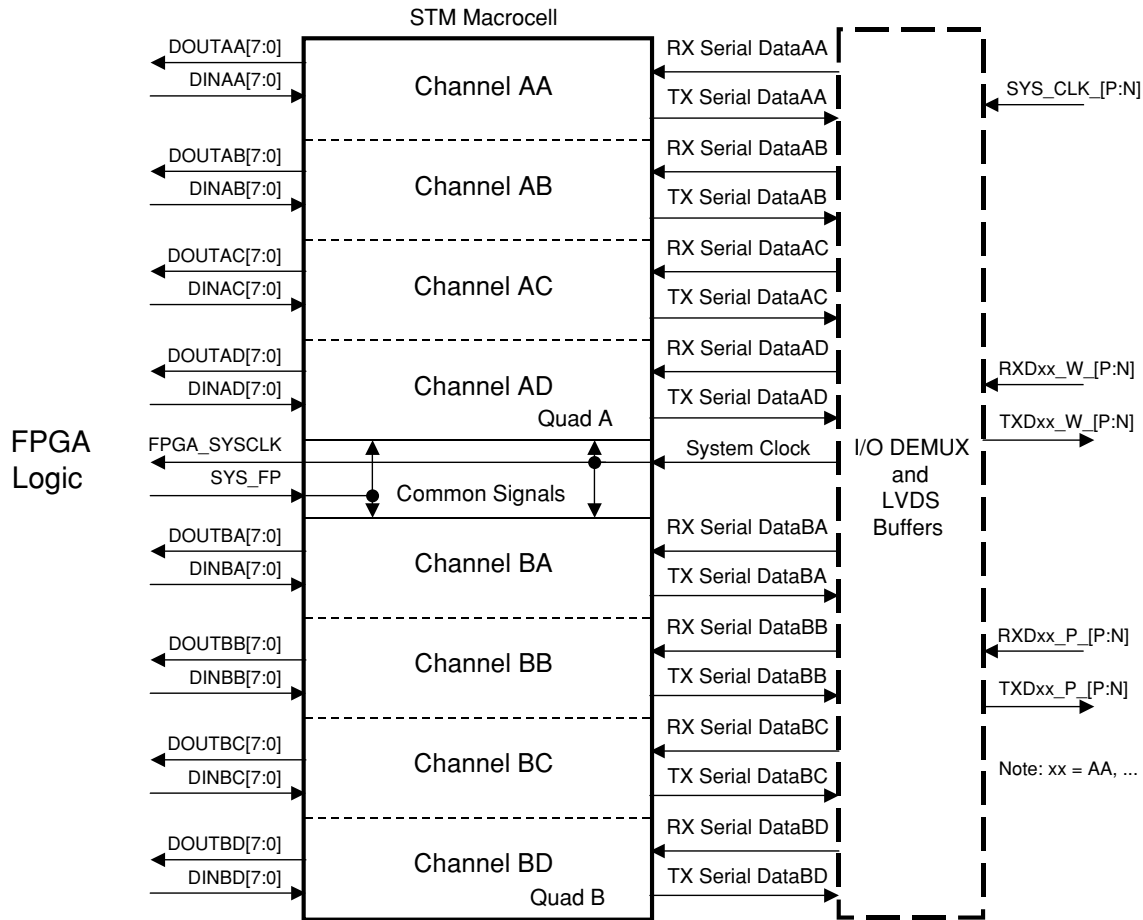 STM Macrocell
DOUTAA[7:0]
DINAA[7:0]
Channel AA
RX Serial DataAA
TX Serial DataAA
SYS_CLK_[P:N]
DOUTAB[7:0]
DINAB[7:0]
Channel AB
RX Serial DataAB
TX Serial DataAB
DOUTAC[7:0]
DINAC[7:0]
Channel AC
RX Serial DataAC
TX Serial DataAC
DOUTAD[7:0]
DINAD[7:0]
Channel AD
Quad A
RX Serial DataAD
TX Serial DataAD
RXDxx_W_[P:N]
TXDxx_W_[P:N]
FPGA
Logic
FPGA_SYSCLK
SYS_FP
Common Signals
System Clock
I/O DEMUX
and
LVDS
Buffers
DOUTBA[7:0]
DINBA[7:0]
Channel BA
RX Serial DataBA
TX Serial DataBA
DOUTBB[7:0]
DINBB[7:0]
Channel BB
RX Serial DataBB
TX Serial DataBB
RXDxx_P_[P:N]
TXDxx_P_[P:N]
DOUTBC[7:0]
DINBC[7:0]
Channel BC
RX Serial DataBC
TX Serial DataBC
Note: xx = AA, ...
DOUTBD[7:0]
DINBD[7:0]
Channel BD
Quad B
RX Serial DataBD
TX Serial DataBD